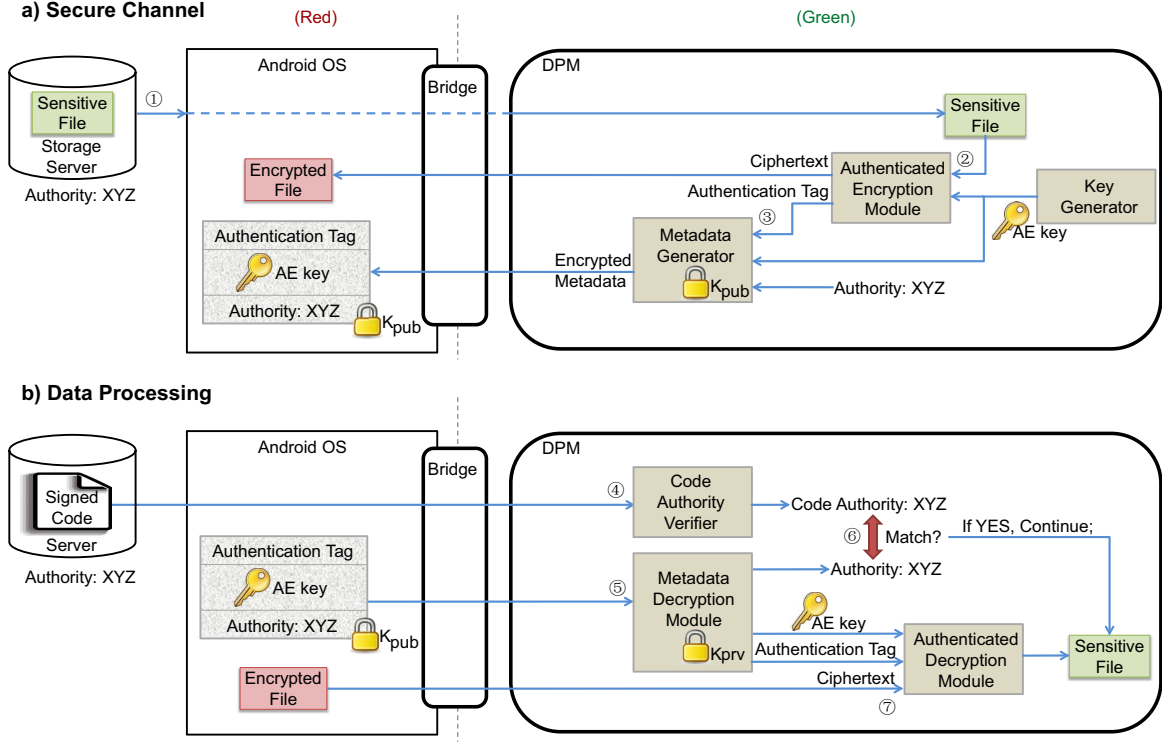 a) Secure Channel
(Red)
(Green)
Android OS
DPM
Bridge
Sensitive
File
Storage
Server
Authority: XYZ
①
Sensitive
File
②
Encrypted
File
Ciphertext
Authentication Tag
Authenticated
Encryption
Module
Key
Generator
AE key
③
Metadata
Generator
Kpub
Authority: XYZ
Encrypted
Metadata
Authentication Tag
AE key
Authority: XYZ
Kpub
b) Data Processing
Android OS
DPM
Bridge
Signed
Code
Server
Authority: XYZ
④
Code
Authority
Verifier
Code Authority: XYZ
⑥
Match?
If YES, Continue;
Authority: XYZ
Authentication Tag
AE key
Authority: XYZ
Kpub
⑤
Metadata
Decryption
Module
Kprv
AE key
Authentication Tag
Ciphertext
⑦
Authenticated
Decryption
Module
Sensitive
File
Encrypted
File